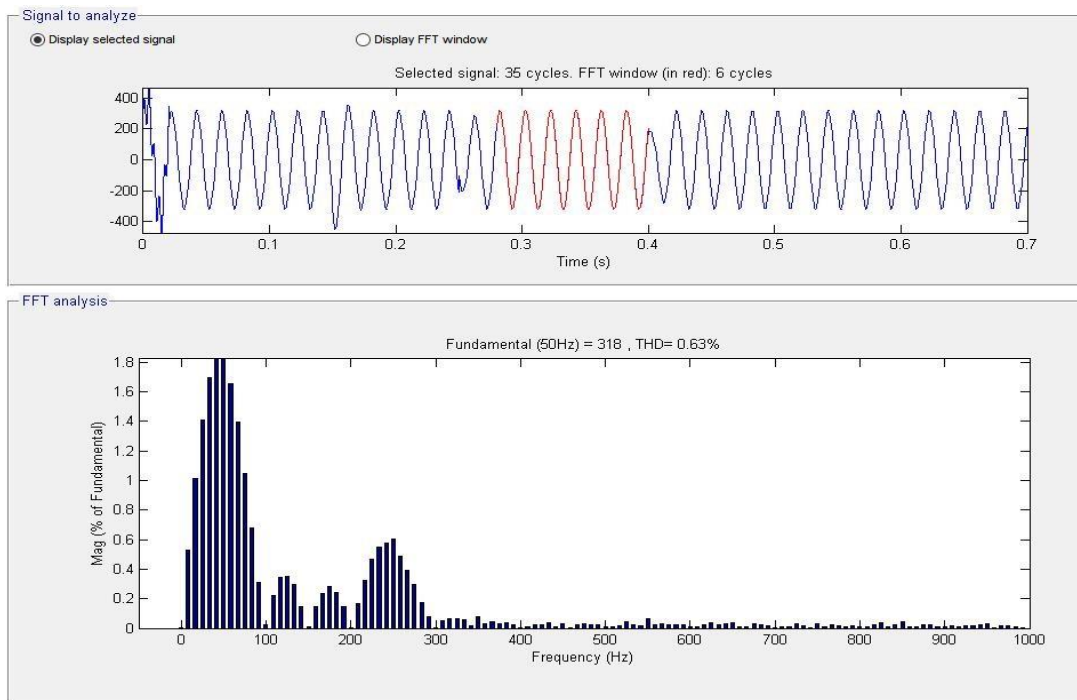 Signal to analyze
Display selected signal
Display FFT window
Selected signal: 35 cycles. FFT window (in red): 6 cycles
400
200
0
-200
-400
0 0.1 0.2 0.3 0.4 0.5 0.6 0.7
Time (s)
FFT analysis
Fundamental (50Hz) = 318 , THD= 0.63%
Mag (% of Fundamental)
1.8
1.6
1.4
1.2
1
0.8
0.6
0.4
0.2
0
0 100 200 300 400 500 600 700 800 900 1000
Frequency (Hz)